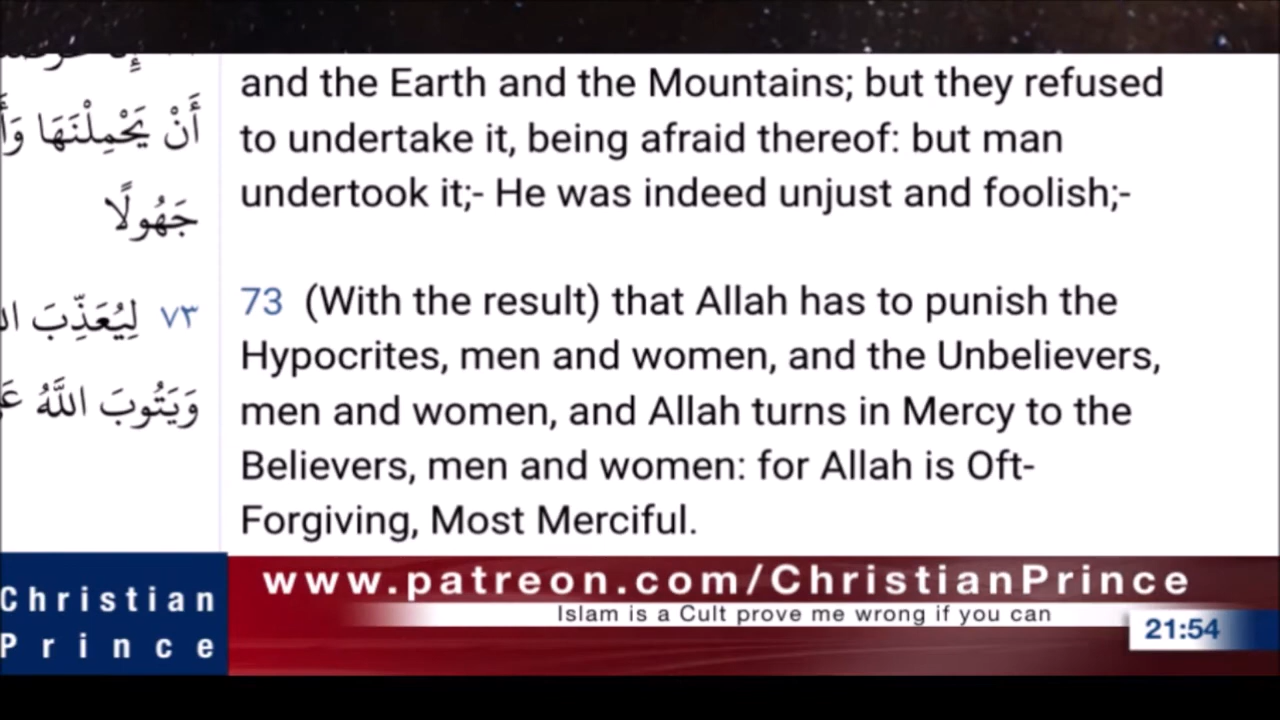 أَنْ يَحْمِلْنَهَا
جَهُولًا
٧٣ لِيُعَذِّبَ
وَيَتُوبَ اللَّهُ
and the Earth and the Mountains; but they refused
to undertake it, being afraid thereof: but man
undertook it;- He was indeed unjust and foolish;-
73 (With the result) that Allah has to punish the
Hypocrites, men and women, and the Unbelievers,
men and women, and Allah turns in Mercy to the
Believers, men and women: for Allah is Oft-
Forgiving, Most Merciful.
Christian
Prince
www.patreon.com/ChristianPrince
Islam is a Cult prove me wrong if you can
21:54